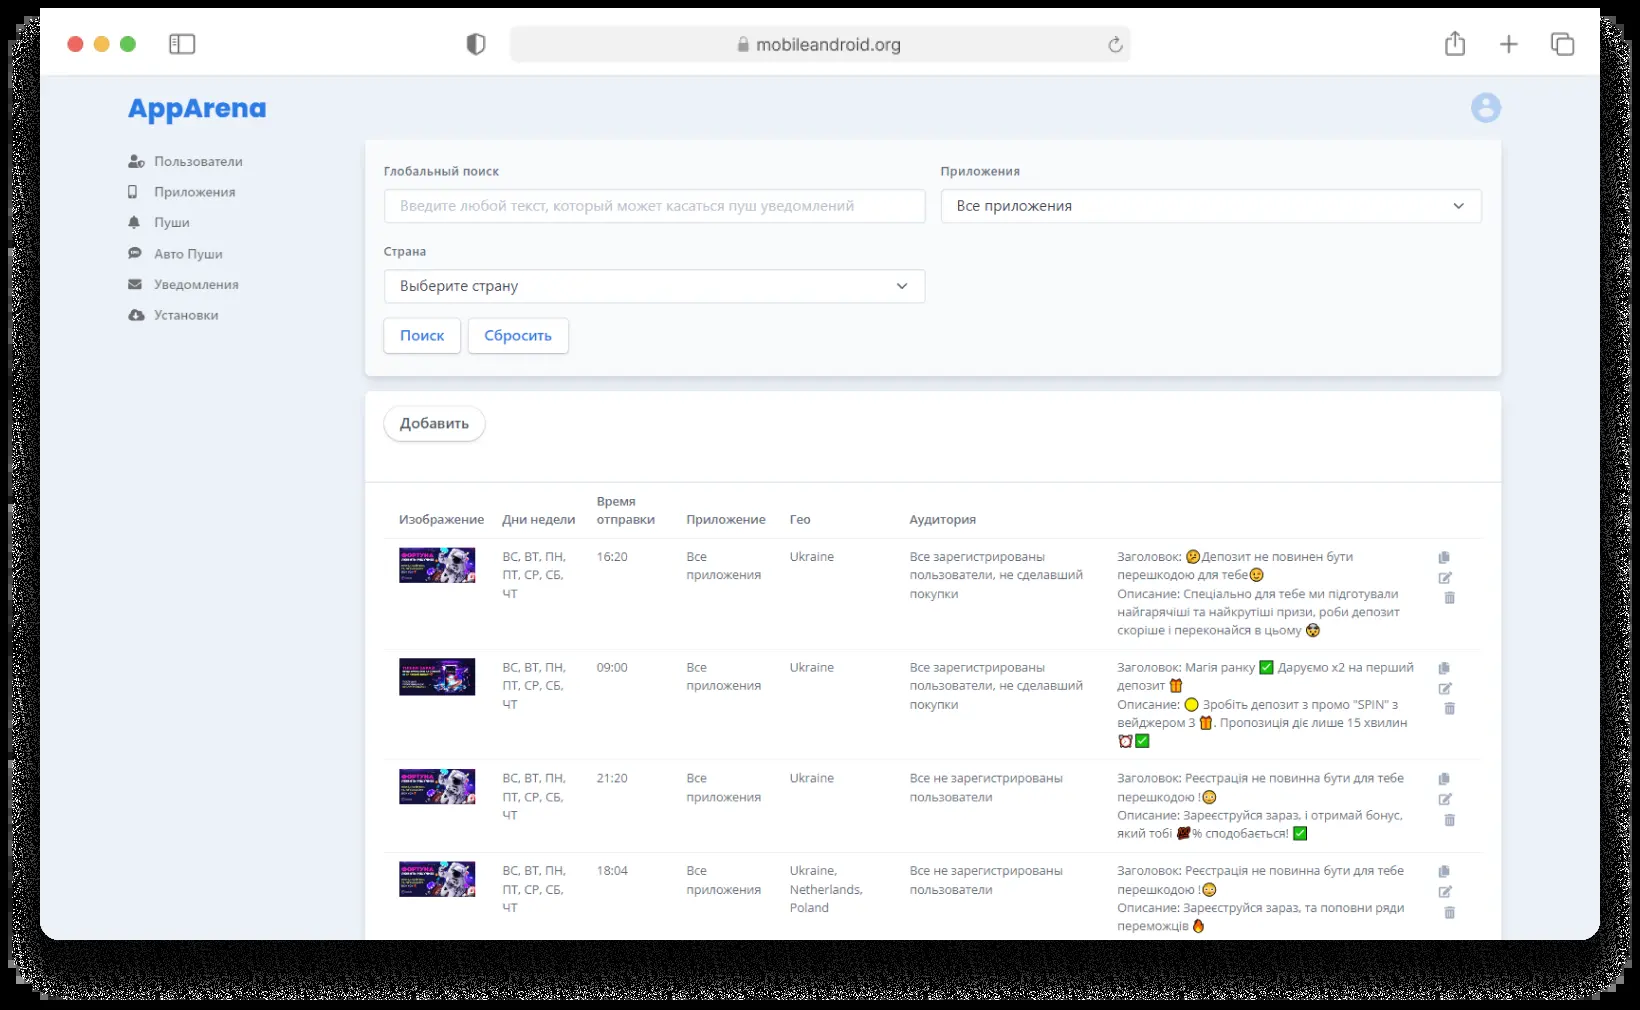 mobileandroid.org
AppArena
Пользователи
Приложения
Пуши
Авто Пуши
Уведомления
Установки
Глобальный поиск
Введите любой текст, который может касаться пуш уведомлений
Приложения
Все приложения
Страна
Выберите страну
Поиск
Сбросить
Добавить
Изображение
Дни недели
Время
отправки
Приложение
Гео
Аудитория
ФОРТУНА
ВС, ВТ, ПН,
ПТ, СР, СБ,
ЧТ
16:20
Все
приложения
Ukraine
Все зарегистрированы
пользователи, не сделавший
покупки
Заголовок: 🤔Депозит не повинен бути
перешкодою для тебе😉
Описание: Спеціально для тебе ми підготували
найгарячіші та найкрутіші призи, роби депозит
скоріше і переконайся в цьому 🤯
ВС, ВТ, ПН,
ПТ, СР, СБ,
ЧТ
09:00
Все
приложения
Ukraine
Все зарегистрированы
пользователи, не сделавший
покупки
Заголовок: Магія ранку ✅ Даруємо х2 на перший
депозит 🎁
Описание: 🟡 Зробіть депозит з промо "SPIN" з
вейджером 3 🎁. Пропозиція діє лише 15 хвилин
⏰✅
ФОРТУНА
ВС, ВТ, ПН,
ПТ, СР, СБ,
ЧТ
21:20
Все
приложения
Ukraine
Все не зарегистрированы
пользователи
Заголовок: Реєстрація не повинна бути для тебе
перешкодою !😳
Описание: Зареєструйся зараз, і отримай бонус,
який тобі % сподобається! ✅
ФОРТУНА
ВС, ВТ, ПН,
ПТ, СР, СБ,
ЧТ
18:04
Все
приложения
Ukraine,
Netherlands,
Poland
Все не зарегистрированы
пользователи
Заголовок: Реєстрація не повинна бути для тебе
перешкодою !😳
Описание: Зареєструйся зараз, та поповни ряди
переможців 🔥